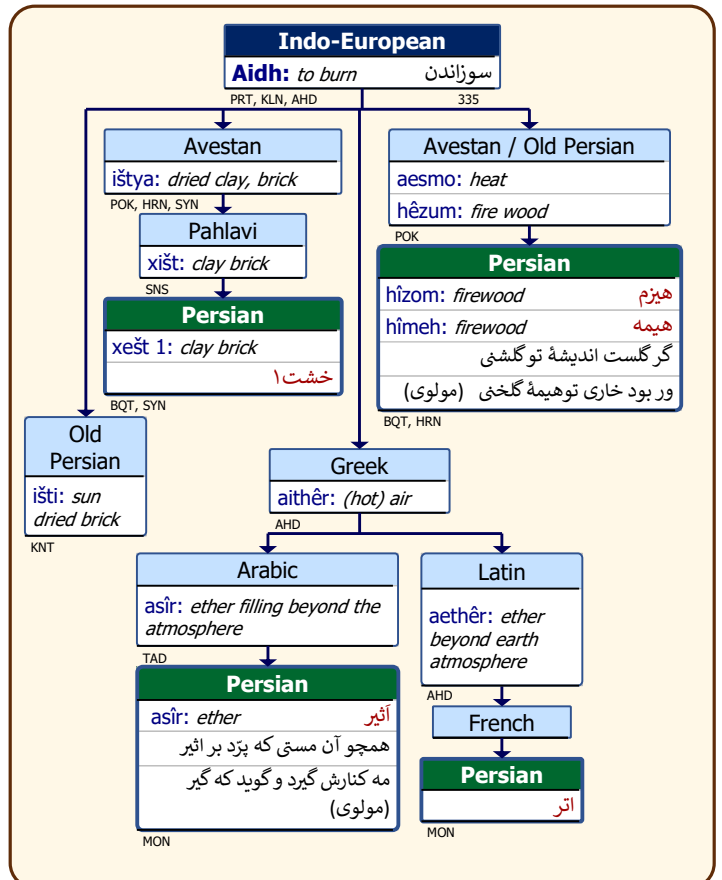 Indo-European
Aidh: to burn سوزاندن
PRT, KLN, AHD 335
Avestan
ištya: dried clay, brick
POK, HRN, SYN
Pahlavi
xišt: clay brick
SNS
Persian
xešt 1: clay brick
خشت۱
BQT, SYN
Avestan / Old Persian
aesmo: heat
hêzum: fire wood
POK
Persian
hîzom: firewood هیزم
hîmeh: firewood هیمه
گر گلست اندیشهٔ تو گلشنی
ور بود خاری تو هیمهٔ گلخنی (مولوی)
BQT, HRN
Old
Persian
išti: sun
dried brick
KNT
Greek
aithêr: (hot) air
AHD
Arabic
asîr: ether filling beyond the
atmosphere
TAD
Persian
asîr: ether اَثیر
همچو آن مستی که پرّد بر اثیر
مه کنارش گیرد و گوید که گیر
(مولوی)
MON
Latin
aethêr: ether
beyond earth
atmosphere
AHD
French
Persian
اتر
MON